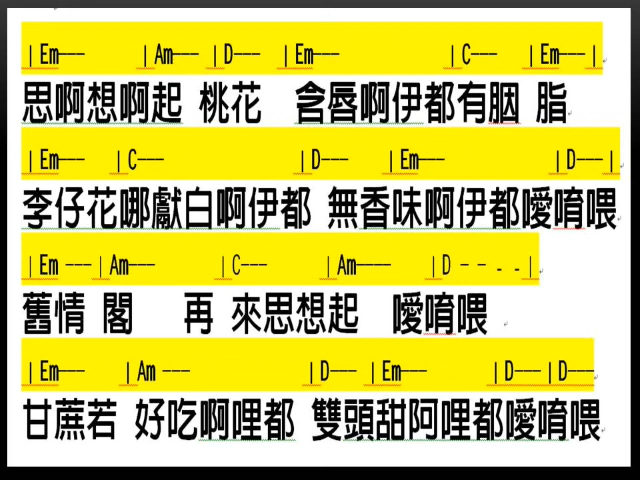 |Em--- |Am--- |D--- |Em--- |C--- |Em---|
思啊想啊起 桃花 含唇啊伊都有胭 脂
|Em--- |C--- |D--- |Em--- |D---|
李仔花哪獻白啊伊都 無香味啊伊都噯唷喂
|Em ---|Am--- |C--- |Am---- |D - - - -|
舊情 閣 再 來思想起 噯唷喂
|Em--- |Am --- |D--- |Em--- |D---|D---
甘蔗若 好吃啊哩都 雙頭甜阿哩都噯唷喂